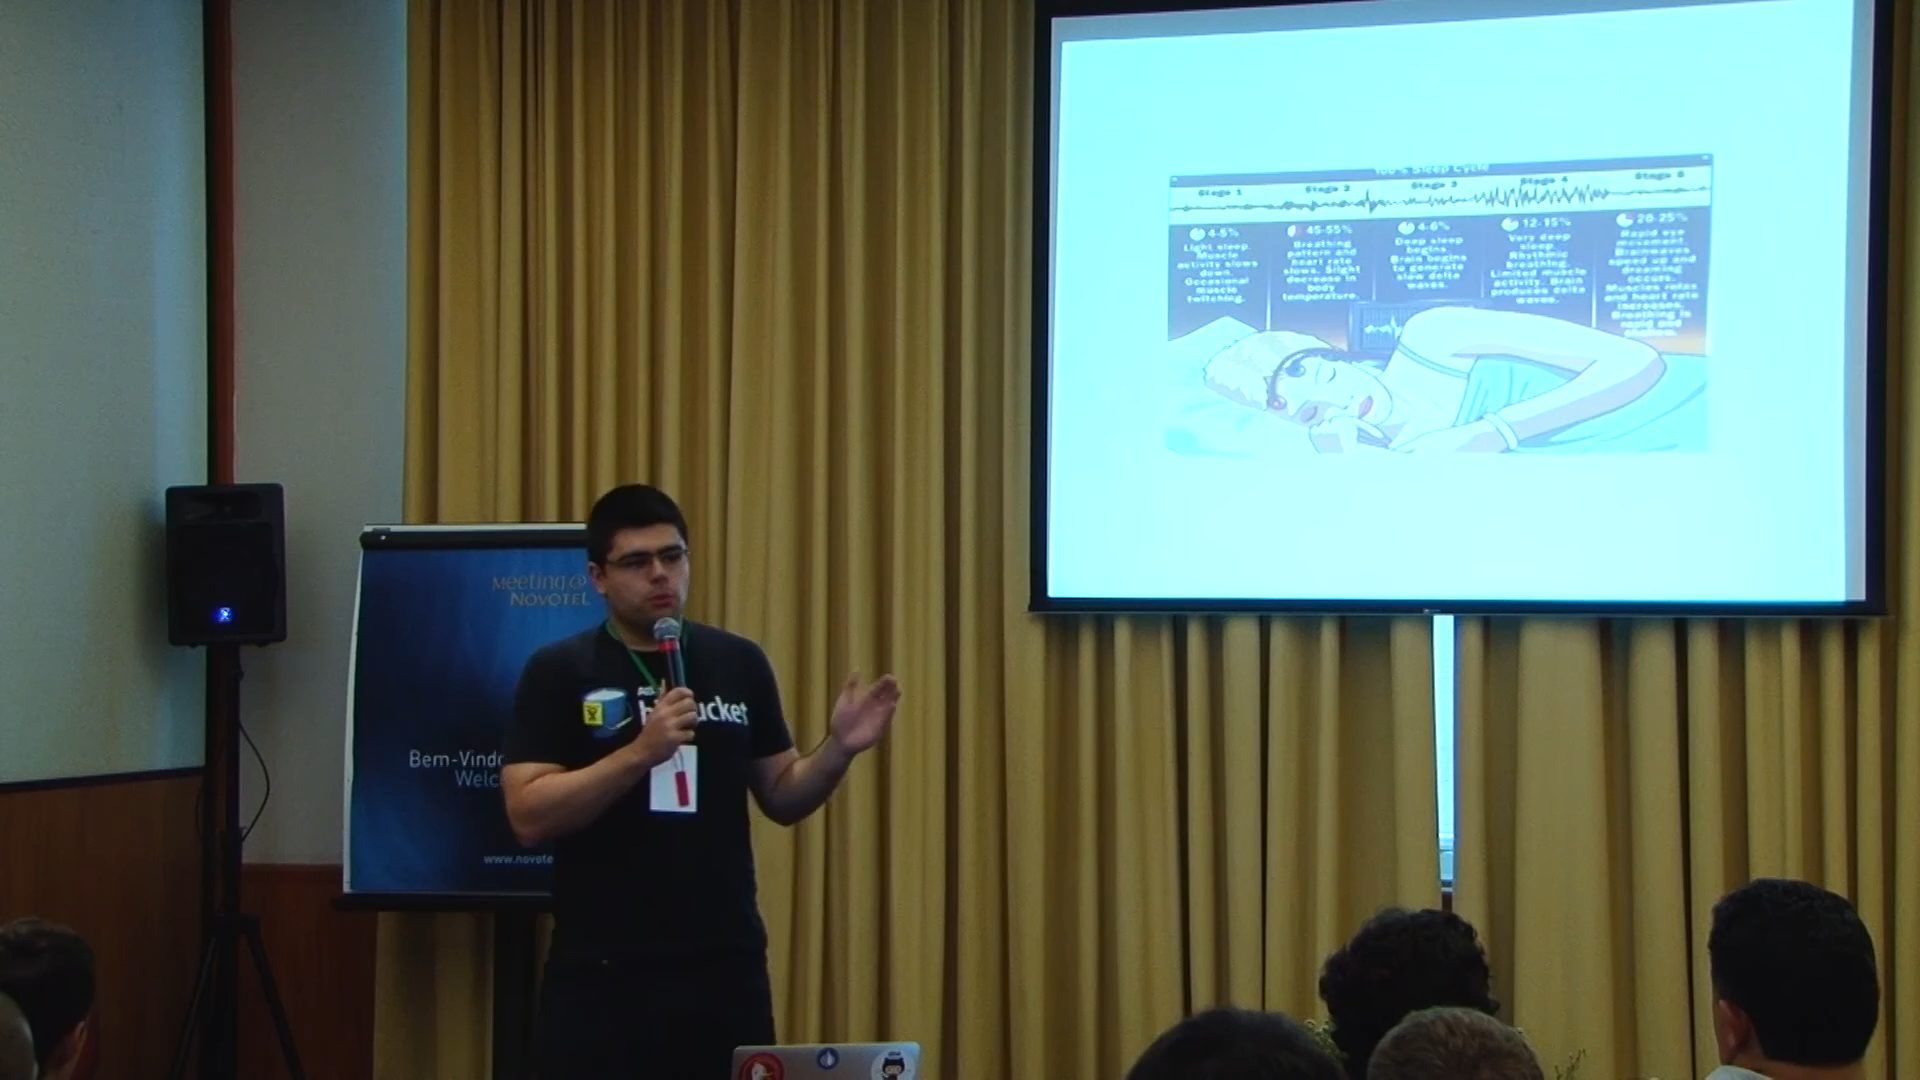 100% Sleep Cycle
Stage 1
Stage 2
Stage 3
Stage 4
Stage 5
4-5%
Light sleep.
Muscle
activity slows
down.
Occasional
muscle
twitching.
45-55%
Breathing
pattern and
heart rate
slows. Slight
decrease in
body
temperature.
4-6%
Deep sleep
begins.
Brain begins
to generate
slow delta
waves.
12-15%
Very deep
sleep.
Rhythmic
breathing.
Limited muscle
activity. Brain
produces delta
waves.
20-25%
Rapid eye
movement.
Brainwaves
speed up and
dreaming
occurs.
Muscles relax
and heart rate
increases.
Breathing is
rapid and
shallow.
Meeting@
NOVOTEL
Bem-Vindo
Welc
www.novote
b ucket